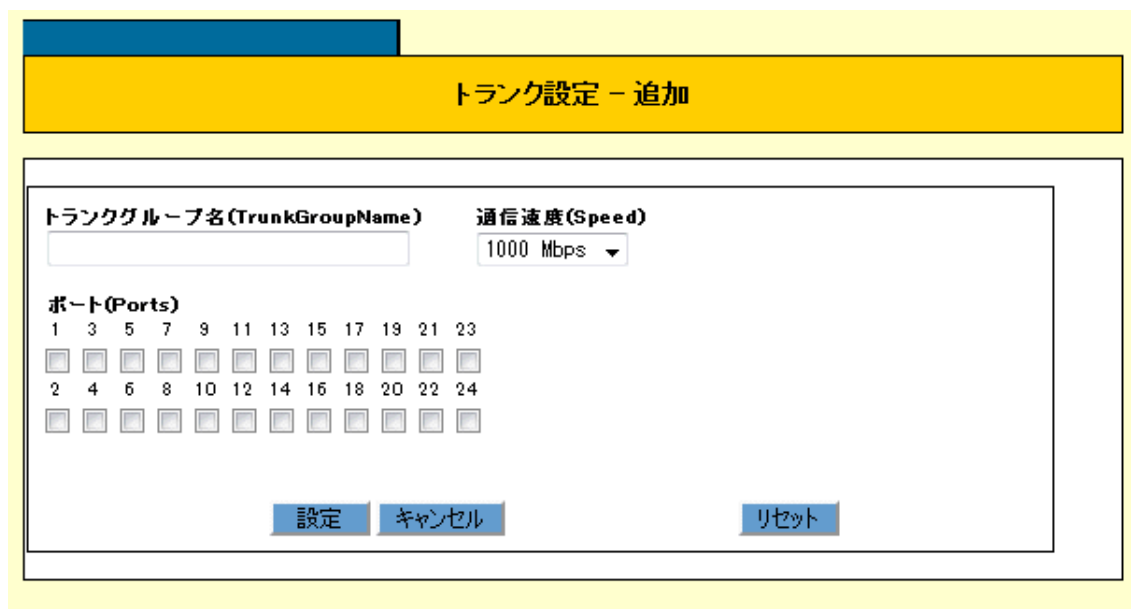 トランク設定 － 追加
トランクグループ名(TrunkGroupName) 通信速度(Speed)
1000 Mbps
ポート(Ports)
1 3 5 7 9 11 13 15 17 19 21 23
2 4 6 8 10 12 14 16 18 20 22 24
設定 キャンセル リセット